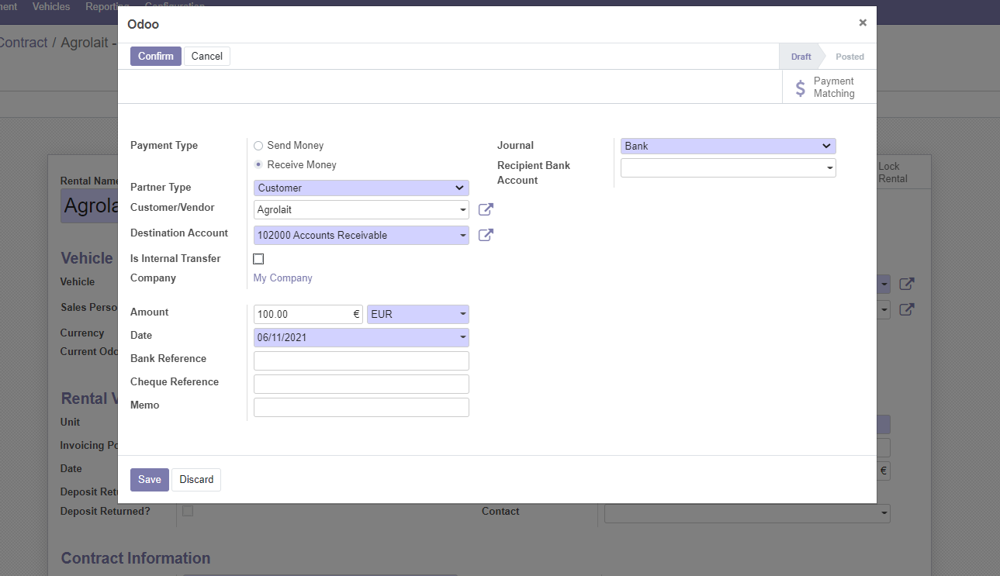 Vehicles
Odoo
×
Contract / Agrolait -
Confirm
Cancel
Draft
Posted
$
Payment
Matching
Payment Type
Send Money
Receive Money
Journal
Bank
Recipient Bank
Account
Partner Type
Customer
Customer/Vendor
Agrolait
Destination Account
102000 Accounts Receivable
Is Internal Transfer
Company
My Company
Amount
100.00 €
EUR
Date
06/11/2021
Bank Reference
Cheque Reference
Memo
Save
Discard
Lock
Rental
Rental Name
Agrola
Vehicle
Vehicle
Sales Perso
Currency
Current Odo
Rental V
Unit
Invoicing Po
Date
€
Deposit Retu
Deposit Returned?
Contact
Contract Information